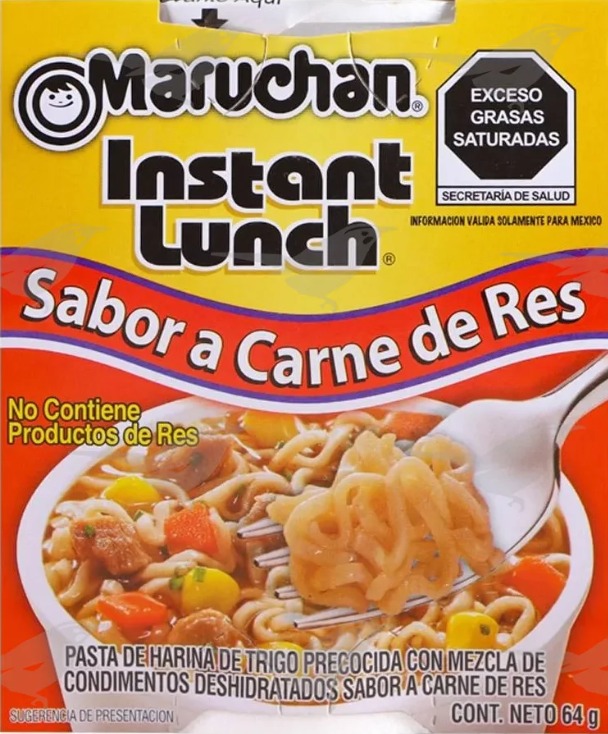 Maruchan®
Instant
Lunch®
EXCESO
GRASAS
SATURADAS
SECRETARÍA DE SALUD
INFORMACION VALIDA SOLAMENTE PARA MEXICO
Sabor a Carne de Res
No Contiene
Productos de Res
PASTA DE HARINA DE TRIGO PRECOCIDA CON MEZCLA DE
CONDIMENTOS DESHIDRATADOS SABOR A CARNE DE RES
SUGERENCIA DE PRESENTACION
CONT. NETO 64 g